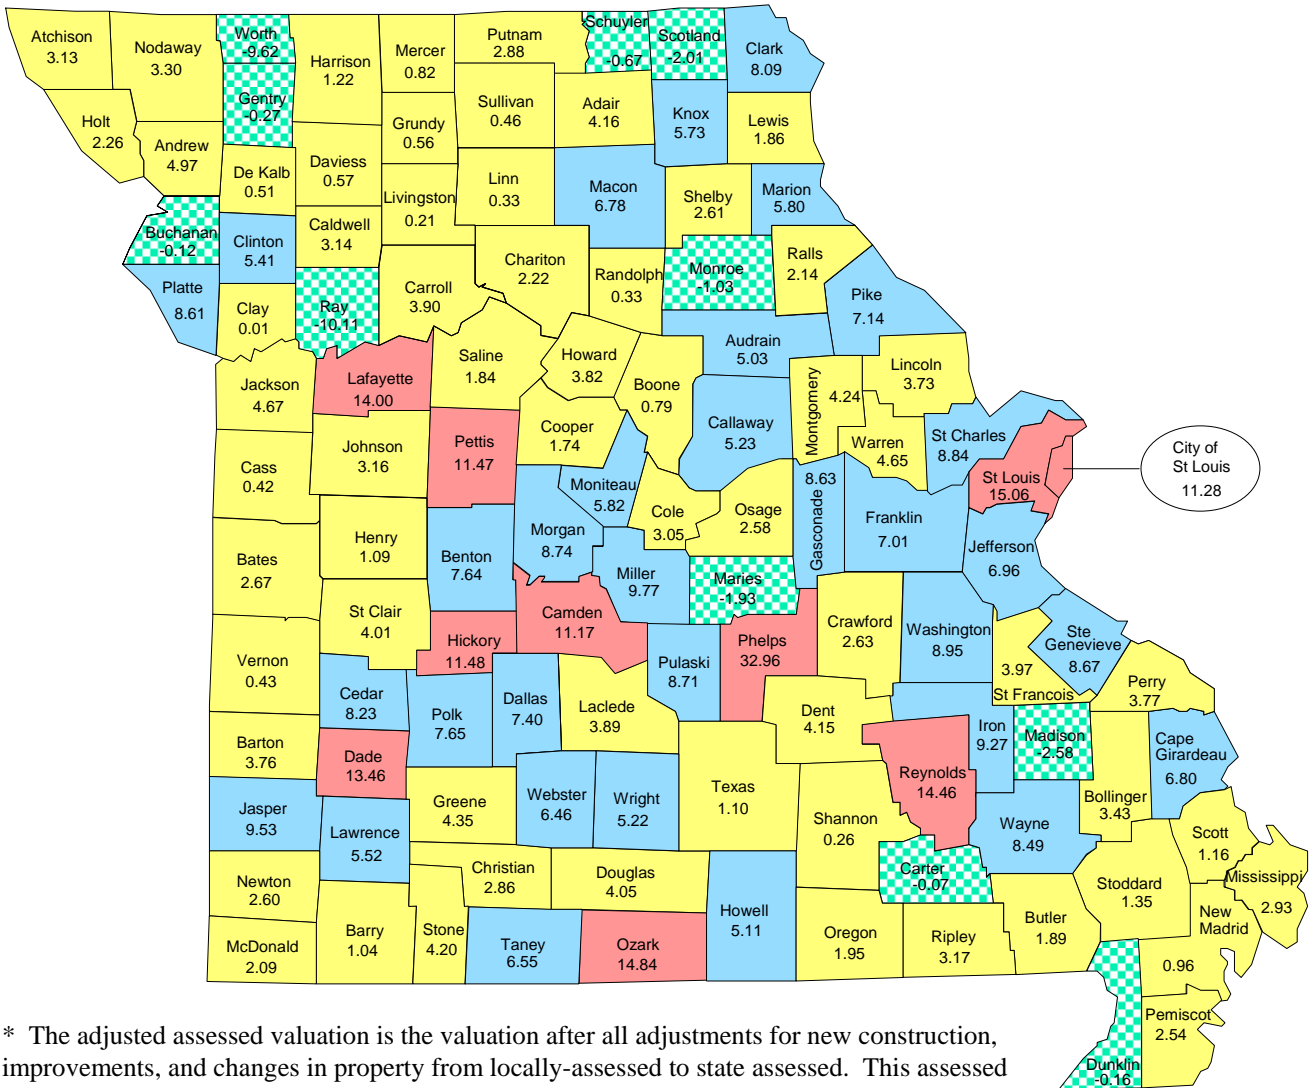 Atchison
3.13
Nodaway
3.30
Worth
-9.62
Harrison
1.22
Mercer
0.82
Putnam
2.88
Schuyler
-0.67
Scotland
-2.01
Clark
8.09
Holt
2.26
Andrew
4.97
Gentry
-0.27
De Kalb
0.51
Daviess
0.57
Grundy
0.56
Sullivan
0.46
Adair
4.16
Knox
5.73
Lewis
1.86
Buchanan
-0.12
Clinton
5.41
Caldwell
3.14
Livingston
0.21
Linn
0.33
Macon
6.78
Shelby
2.61
Marion
5.80
Platte
8.61
Clay
0.01
Ray
-10.11
Carroll
3.90
Chariton
2.22
Randolph
0.33
Monroe
-1.03
Ralls
2.14
Pike
7.14
Jackson
4.67
Lafayette
14.00
Saline
1.84
Howard
3.82
Boone
0.79
Audrain
5.03
Montgomery
4.24
Lincoln
3.73
Cass
0.42
Johnson
3.16
Pettis
11.47
Cooper
1.74
Callaway
5.23
Warren
4.65
St Charles
8.84
St Louis
15.06
City of
St Louis
11.28
Moniteau
5.82
Cole
3.05
Osage
2.58
8.63
Gasconade
Franklin
7.01
Jefferson
6.96
Bates
2.67
Henry
1.09
Benton
7.64
Morgan
8.74
Miller
9.77
Maries
-1.93
St Clair
4.01
Hickory
11.48
Camden
11.17
Phelps
32.96
Crawford
2.63
Washington
8.95
Ste
Genevieve
8.67
3.97
St Francois
Perry
3.77
Vernon
0.43
Cedar
8.23
Polk
7.65
Dallas
7.40
Laclede
3.89
Pulaski
8.71
Dent
4.15
Iron
9.27
Madison
-2.58
Cape
Girardeau
6.80
Barton
3.76
Dade
13.46
Reynolds
14.46
Bollinger
3.43
Jasper
9.53
Lawrence
5.52
Greene
4.35
Webster
6.46
Wright
5.22
Texas
1.10
Shannon
0.26
Wayne
8.49
Scott
1.16
Mississippi
2.93
Newton
2.60
Christian
2.86
Douglas
4.05
Carter
-0.07
Stoddard
1.35
New
Madrid
0.96
McDonald
2.09
Barry
1.04
Stone
4.20
Taney
6.55
Ozark
14.84
Howell
5.11
Oregon
1.95
Ripley
3.17
Butler
1.89
Pemiscot
2.54
Dunklin
-0.16
* The adjusted assessed valuation is the valuation after all adjustments for new construction,
improvements, and changes in property from locally-assessed to state assessed. This assessed